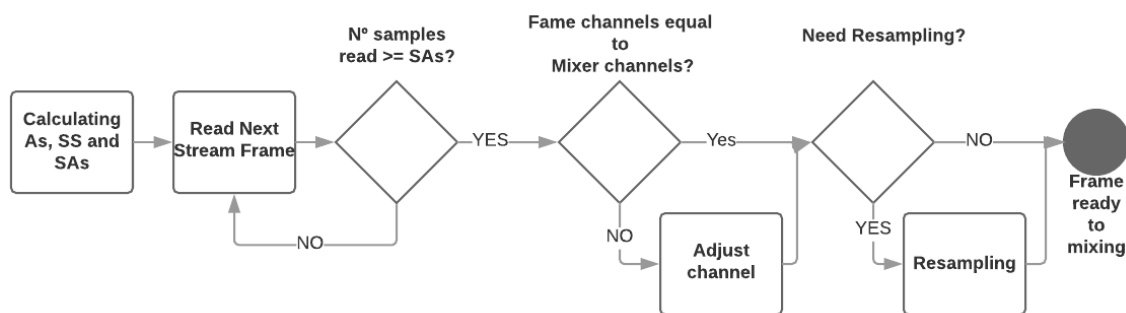 Calculating
As, SS and
SAs
Read Next
Stream Frame
Nº samples
read >= SAs?
YES
NO
Fame channels equal
to
Mixer channels?
Yes
NO
Adjust
channel
Need Resampling?
NO
YES
Resampling
Frame
ready
to
mixing